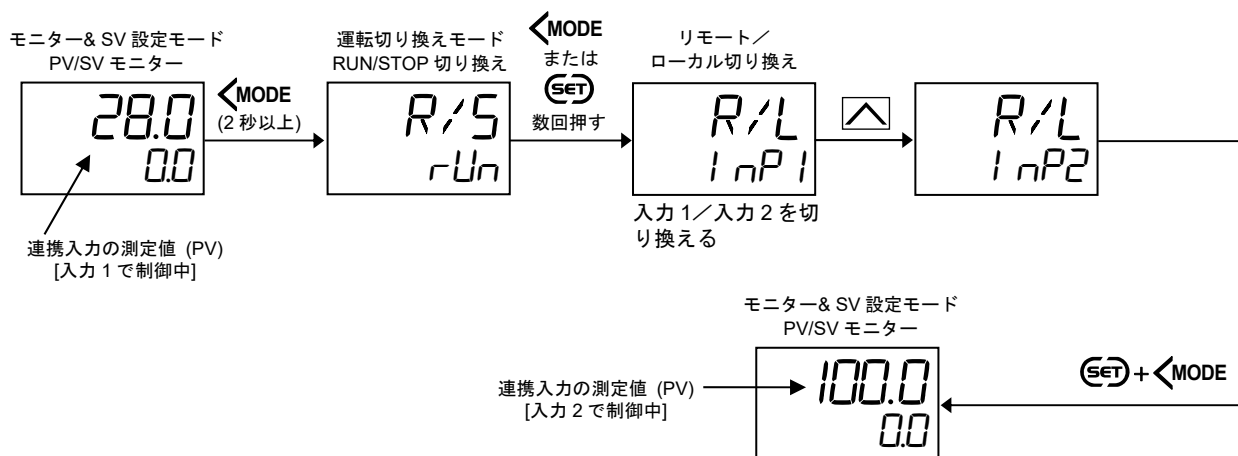 モニター& SV 設定モード
PV/SV モニター
28.0
0.0
連携入力の測定値 (PV)
[入力 1 で制御中]
MODE
(2 秒以上)
運転切り換えモード
RUN/STOP 切り換え
R/S
rUn
MODE
または
SET
数回押す
リモート／
ローカル切り換え
R/L
InP1
入力 1／入力 2 を切
り換える
R/L
InP2
SET + MODE
モニター& SV 設定モード
PV/SV モニター
100.0
0.0
連携入力の測定値 (PV)
[入力 2 で制御中]